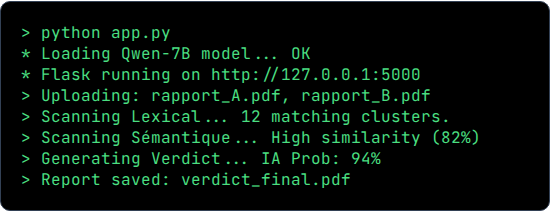 > python app.py
* Loading Qwen-7B model... OK
* Flask running on http://127.0.0.1:5000
> Uploading: rapport_A.pdf, rapport_B.pdf
> Scanning Lexical... 12 matching clusters.
> Scanning Sémantique... High similarity (82%)
> Generating Verdict... IA Prob: 94%
> Report saved: verdict_final.pdf